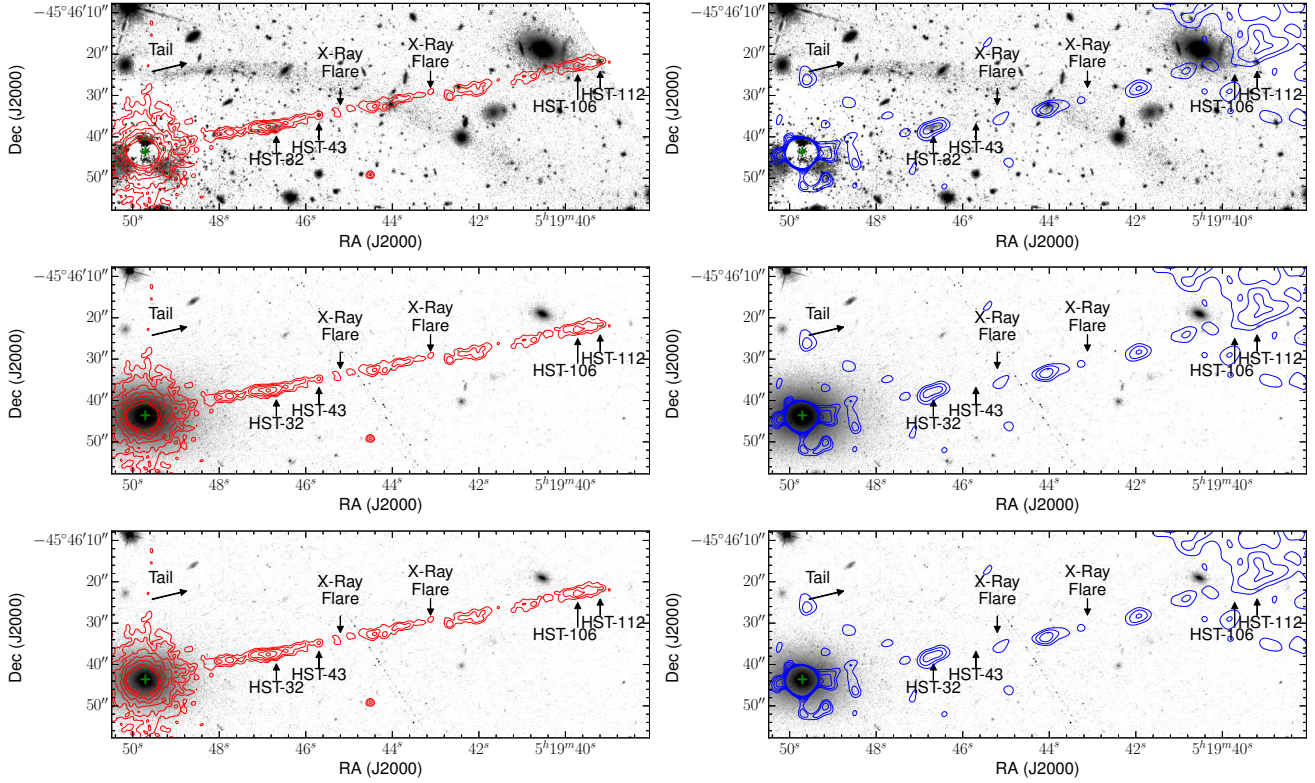 −45°46′10″
20″
30″
40″
50″
Dec (J2000)
Tail
X-Ray
Flare
X-Ray
Flare
HST-32
HST-43
HST-106
HST-112
50ˢ
48ˢ
46ˢ
44ˢ
42ˢ
5ʰ19ᵐ40ˢ
RA (J2000)
−45°46′10″
20″
30″
40″
50″
Dec (J2000)
Tail
X-Ray
Flare
X-Ray
Flare
HST-32
HST-43
HST-106
HST-112
50ˢ
48ˢ
46ˢ
44ˢ
42ˢ
5ʰ19ᵐ40ˢ
RA (J2000)
−45°46′10″
20″
30″
40″
50″
Dec (J2000)
Tail
X-Ray
Flare
X-Ray
Flare
HST-32
HST-43
HST-106
HST-112
50ˢ
48ˢ
46ˢ
44ˢ
42ˢ
5ʰ19ᵐ40ˢ
RA (J2000)
−45°46′10″
20″
30″
40″
50″
Dec (J2000)
Tail
X-Ray
Flare
X-Ray
Flare
HST-32
HST-43
HST-106
HST-112
50ˢ
48ˢ
46ˢ
44ˢ
42ˢ
5ʰ19ᵐ40ˢ
RA (J2000)
−45°46′10″
20″
30″
40″
50″
Dec (J2000)
Tail
X-Ray
Flare
X-Ray
Flare
HST-32
HST-43
HST-106
HST-112
50ˢ
48ˢ
46ˢ
44ˢ
42ˢ
5ʰ19ᵐ40ˢ
RA (J2000)
−45°46′10″
20″
30″
40″
50″
Dec (J2000)
Tail
X-Ray
Flare
X-Ray
Flare
HST-32
HST-43
HST-106
HST-112
50ˢ
48ˢ
46ˢ
44ˢ
42ˢ
5ʰ19ᵐ40ˢ
RA (J2000)